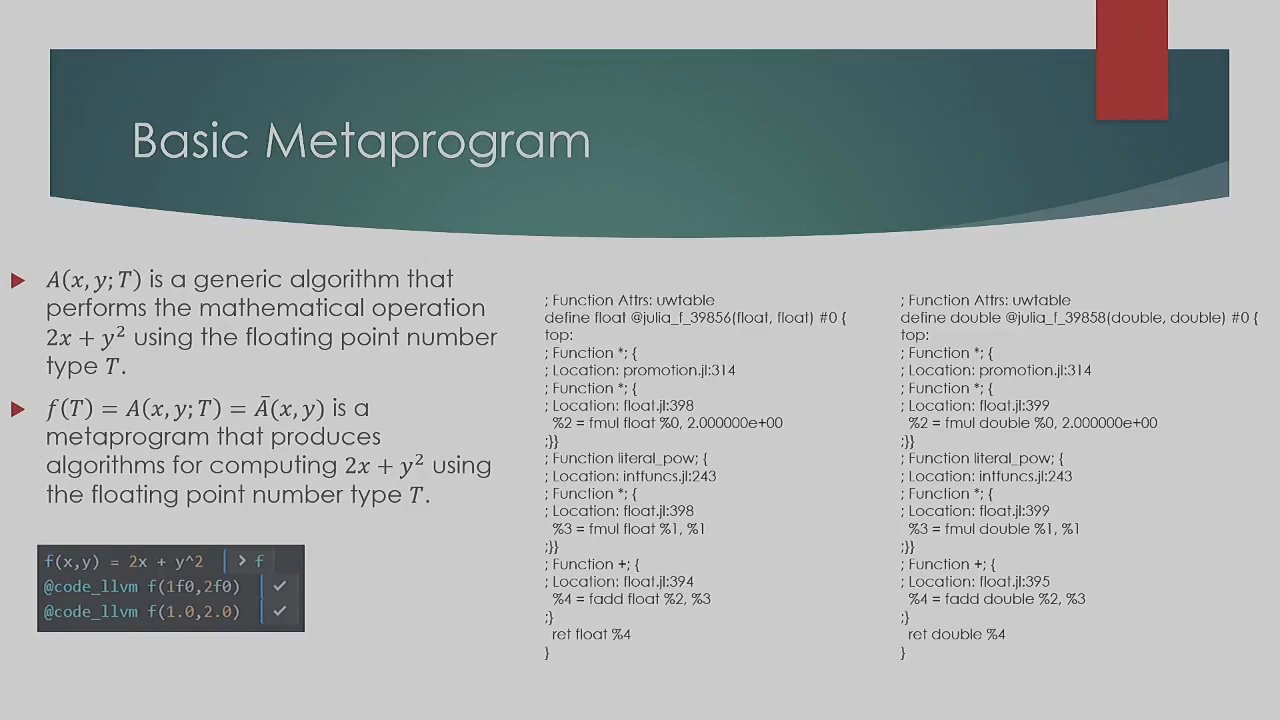 Basic Metaprogram
A(x, y; T) is a generic algorithm that
performs the mathematical operation
2x + y² using the floating point number
type T.
f(T) = A(x, y; T) = Ā(x, y) is a
metaprogram that produces
algorithms for computing 2x + y² using
the floating point number type T.
f(x,y) = 2x + y^2 > f
@code_llvm f(1f0,2f0) ✓
@code_llvm f(1.0,2.0) ✓
; Function Attrs: uwtable
define float @julia_f_39856(float, float) #0 {
top:
; Function *; {
; Location: promotion.jl:314
; Function *; {
; Location: float.jl:398
%2 = fmul float %0, 2.000000e+00
;}}
; Function literal_pow; {
; Location: intfuncs.jl:243
; Function *; {
; Location: float.jl:398
%3 = fmul float %1, %1
;}}
; Function +; {
; Location: float.jl:394
%4 = fadd float %2, %3
;}
ret float %4
}
; Function Attrs: uwtable
define double @julia_f_39858(double, double) #0 {
top:
; Function *; {
; Location: promotion.jl:314
; Function *; {
; Location: float.jl:399
%2 = fmul double %0, 2.000000e+00
;}}
; Function literal_pow; {
; Location: intfuncs.jl:243
; Function *; {
; Location: float.jl:399
%3 = fmul double %1, %1
;}}
; Function +; {
; Location: float.jl:395
%4 = fadd double %2, %3
;}
ret double %4
}